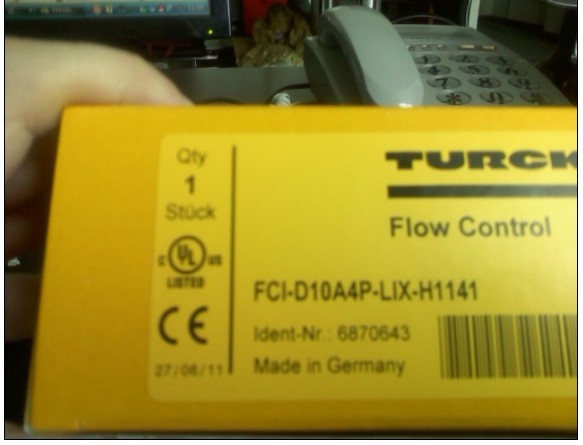 Qty
1
Stück
C UL US
LISTED
CE
27/06/11
TURCK
Flow Control
FCI-D10A4P-LIX-H1141
Ident-Nr.: 6870643
Made in Germany